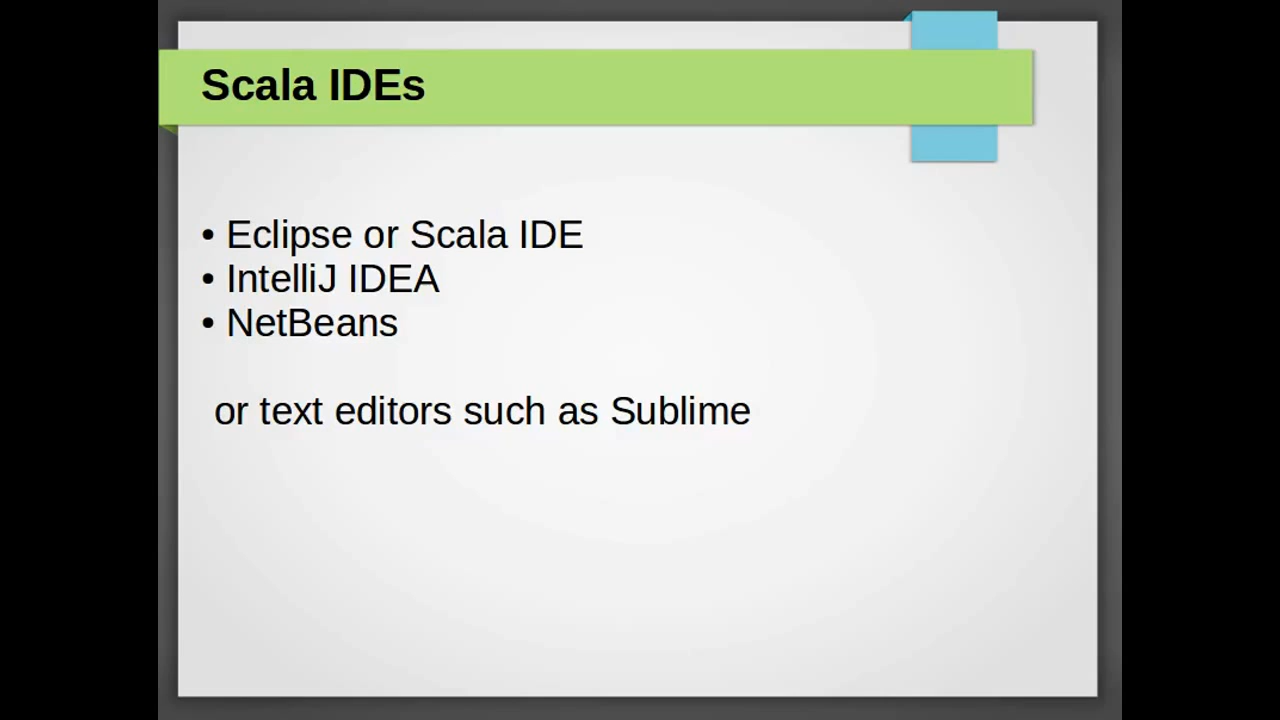 Scala IDEs
• Eclipse or Scala IDE
• IntelliJ IDEA
• NetBeans
or text editors such as Sublime